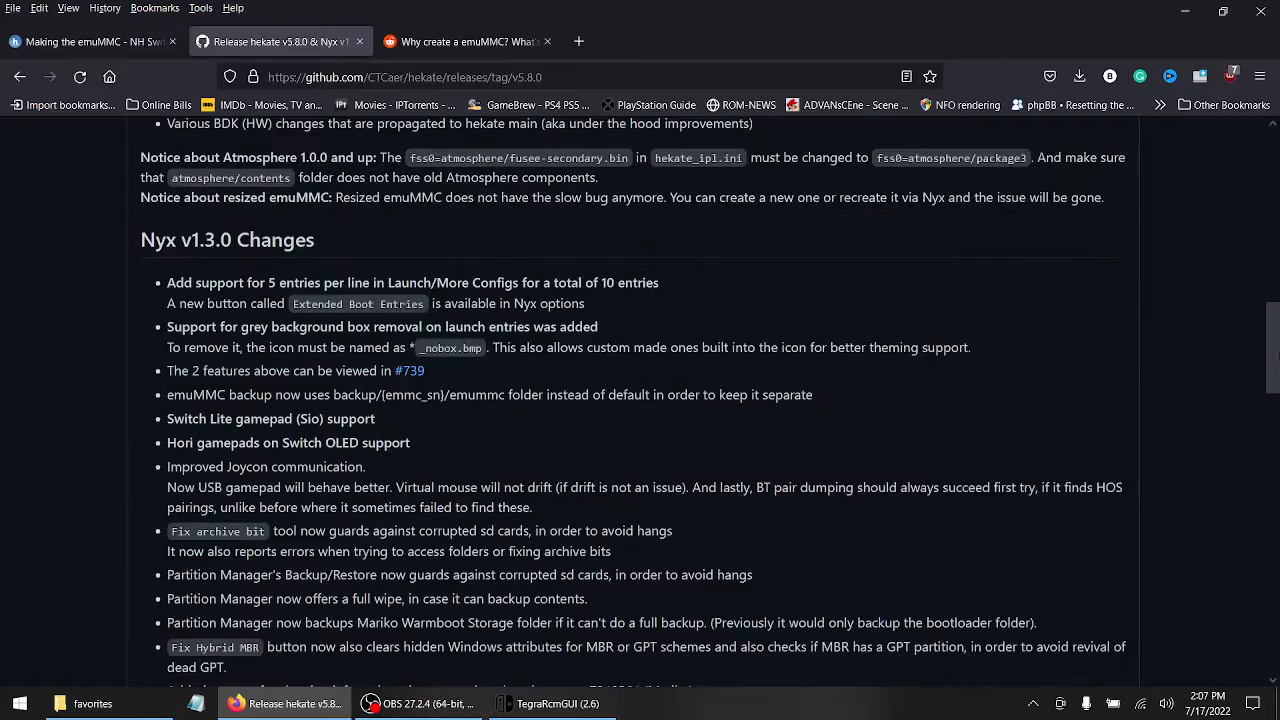 File Edit View History Bookmarks Tools Help
Making the emuMMC - NH Swi
Release hekate v5.8.0 & Nyx v1
Why create a emuMMC? What's
https://github.com/CTCaer/hekate/releases/tag/v5.8.0
7
Import bookmarks... Online Bills IMDb - Movies, TV and... Movies - IPTorrents - ... GameBrew - PS4 PS5 ... PlayStation Guide ROM-NEWS ADVANsCEne - Scene ... NFO rendering phpBB • [Resetting the... Other Bookmarks
• Various BDK (HW) changes that are propagated to hekate main (aka under the hood improvements)
Notice about Atmosphere 1.0.0 and up: The fss0=atmosphere/fusee-secondary.bin in hekate_ipl.ini must be changed to fss0=atmosphere/package3. And make sure
that atmosphere/contents folder does not have old Atmosphere components.
Notice about resized emuMMC: Resized emuMMC does not have the slow bug anymore. You can create a new one or recreate it via Nyx and the issue will be gone.
Nyx v1.3.0 Changes
• Add support for 5 entries per line in Launch/More Configs for a total of 10 entries
A new button called Extended Boot Entries is available in Nyx options
• Support for grey background box removal on launch entries was added
To remove it, the icon must be named as *_nobox.bmp. This also allows custom made ones built into the icon for better theming support.
• The 2 features above can be viewed in #739
• emuMMC backup now uses backup/{emmc_sn}/emummc folder instead of default in order to keep it separate
• Switch Lite gamepad (Sio) support
• Hori gamepads on Switch OLED support
• Improved Joycon communication.
Now USB gamepad will behave better. Virtual mouse will not drift (if drift is not an issue). And lastly, BT pair dumping should always succeed first try, if it finds HOS
pairings, unlike before where it sometimes failed to find these.
• Fix archive bit tool now guards against corrupted sd cards, in order to avoid hangs
It now also reports errors when trying to access folders or fixing archive bits
• Partition Manager's Backup/Restore now guards against corrupted sd cards, in order to avoid hangs
• Partition Manager now offers a full wipe, in case it can backup contents.
• Partition Manager now backups Mariko Warmboot Storage folder if it can't do a full backup. (Previously it would only backup the bootloader folder).
• Fix Hybrid MBR button now also clears hidden Windows attributes for MBR or GPT schemes and also checks if MBR has a GPT partition, in order to avoid revival of
dead GPT.
favorites
Release hekate v5.8...
OBS 27.2.4 (64-bit, ...
TegraRcmGUI (2.6)
2:07 PM
7/17/2022